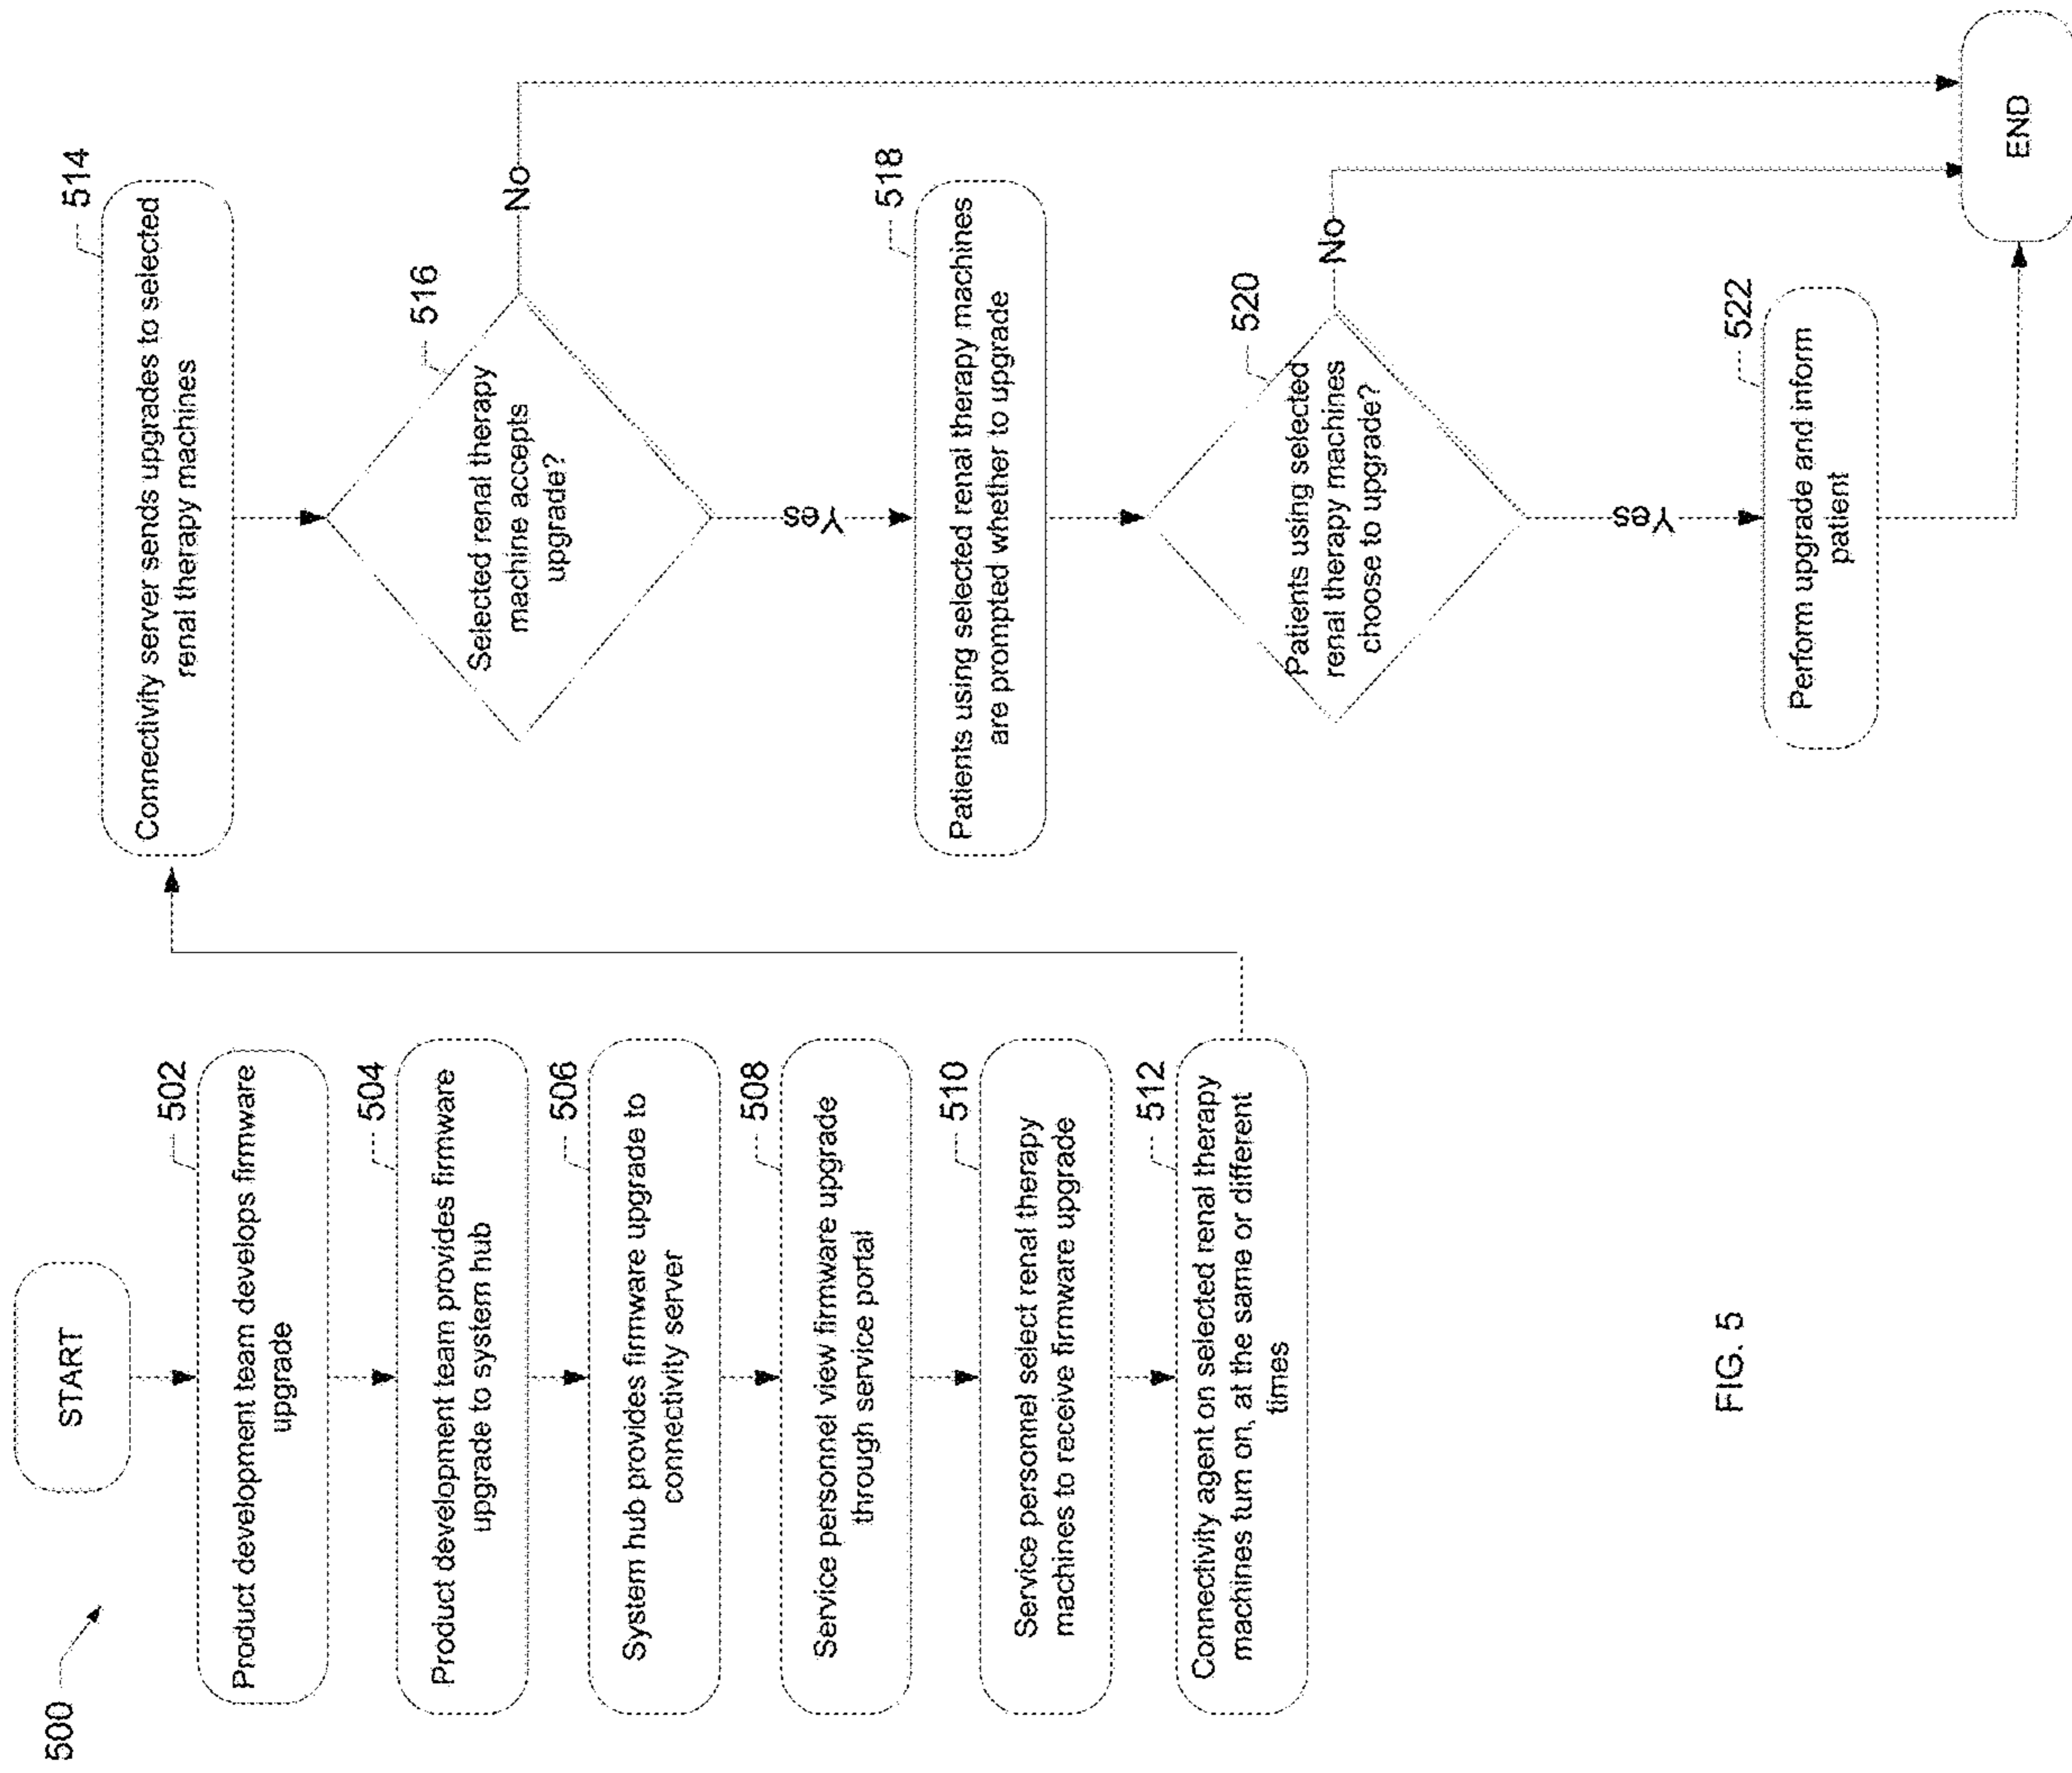 500
START
502
Product development team develops firmware
upgrade
504
Product development team provides firmware
upgrade to system hub
506
System hub provides firmware upgrade to
connectivity server
508
Service personnel view firmware upgrade
through service portal
510
Service personnel select renal therapy
machines to receive firmware upgrade
512
Connectivity agent on selected renal therapy
machines turn on, at the same or different
times
514
Connectivity server sends upgrades to selected
renal therapy machines
516
Selected renal therapy
machine accepts
upgrade?
No
Yes
518
Patients using selected renal therapy machines
are prompted whether to upgrade
520
Patients using selected
renal therapy machines
choose to upgrade?
No
Yes
522
Perform upgrade and inform
patient
END
FIG. 5